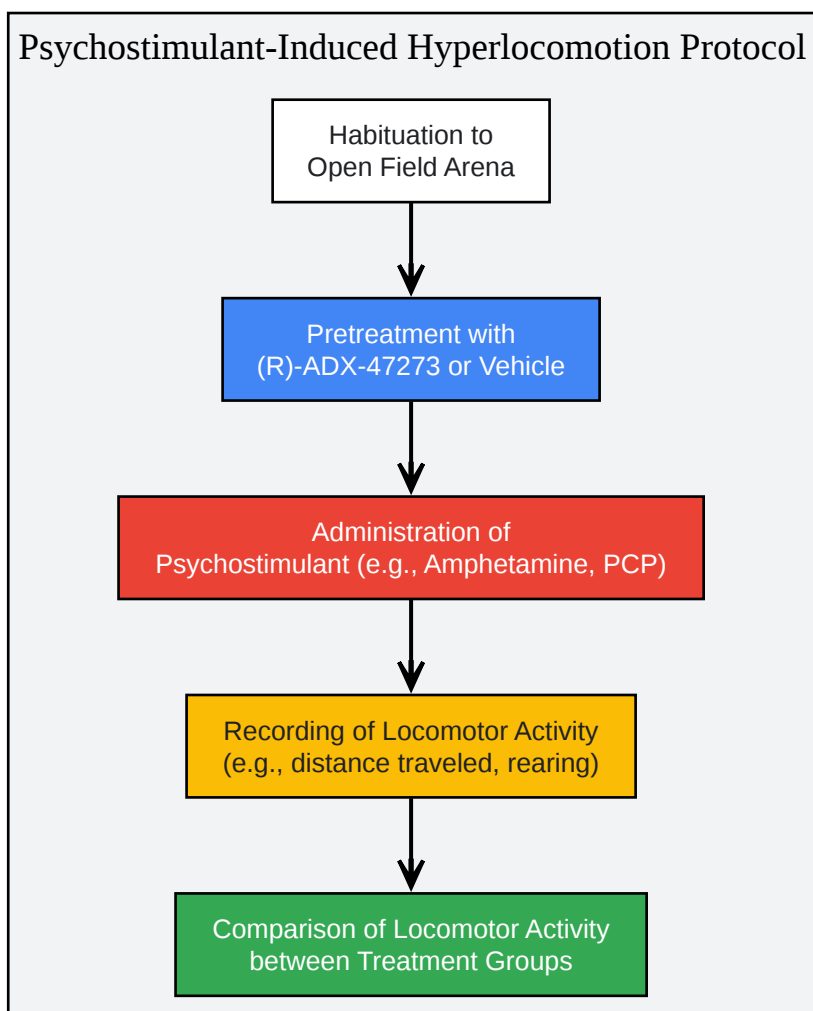 Psychostimulant-Induced Hyperlocomotion Protocol
Habituation to
Open Field Arena
Pretreatment with
(R)-ADX-47273 or Vehicle
Administration of
Psychostimulant (e.g., Amphetamine, PCP)
Recording of Locomotor Activity
(e.g., distance traveled, rearing)
Comparison of Locomotor Activity
between Treatment Groups